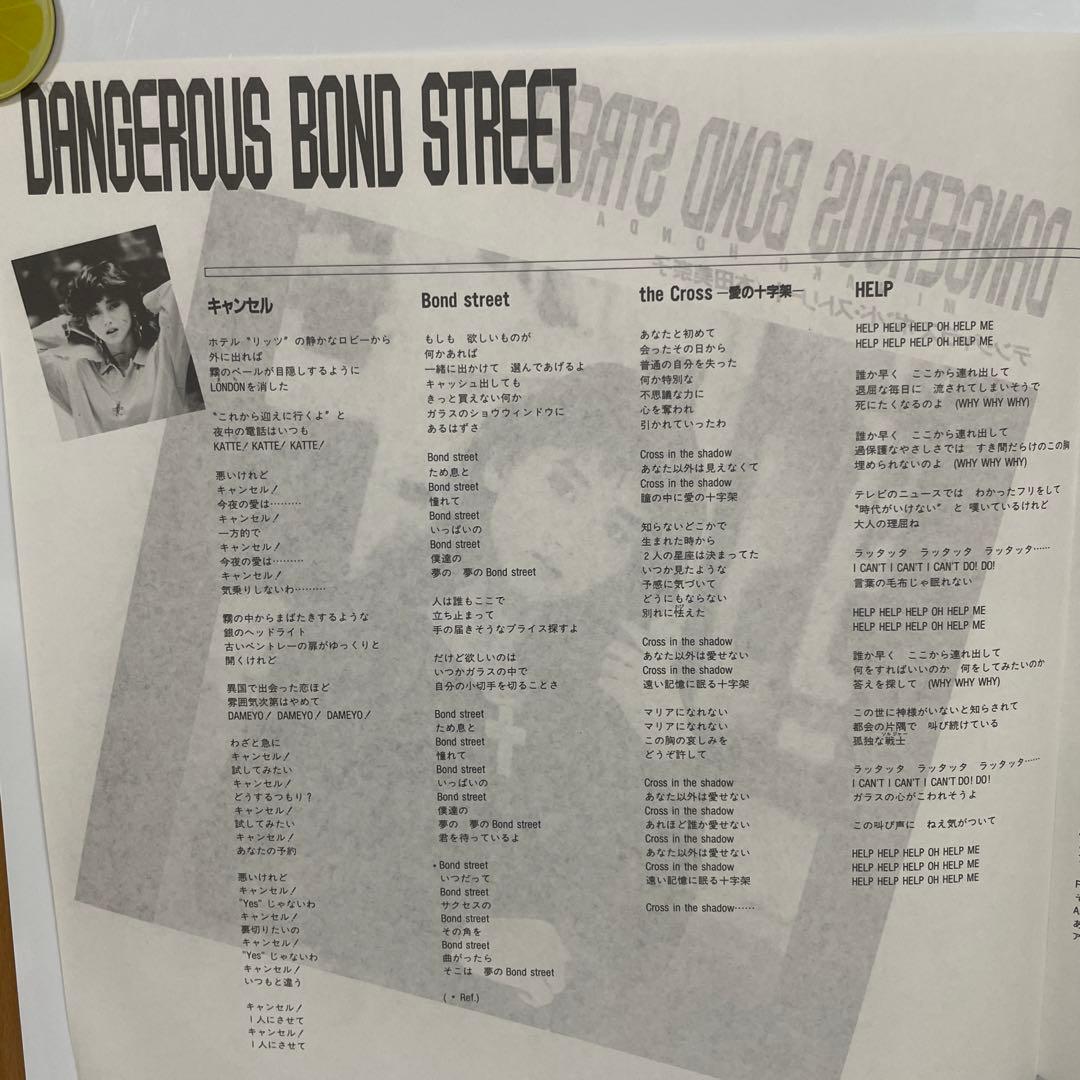 DANGEROUS BOND STREET
キャンセル
ホテル〝リッツ〟の静かなロビーから
外に出れば
霧のベールが目隠しするように
LONDONを消した
〝これから迎えに行くよ〟と
夜中の電話はいつも
KATTE! KATTE! KATTE!
悪いけれど
キャンセル!
今夜の愛は………
キャンセル!
一方的で
キャンセル!
今夜の愛は………
キャンセル!
気乗りしないわ………
霧の中からまばたきするような
銀のヘッドライト
古いベントレーの扉がゆっくりと
開くけれど
異国で出会った恋ほど
雰囲気次第はやめて
DAMEYO! DAMEYO! DAMEYO!
わざと急に
キャンセル!
試してみたい
キャンセル!
どうするつもり?
キャンセル!
試してみたい
キャンセル!
あなたの予約
悪いけれど
キャンセル!
"Yes" じゃないわ
キャンセル!
裏切りたいの
キャンセル!
"Yes" じゃないわ
キャンセル!
いつもと違う
キャンセル!
1人にさせて
キャンセル!
1人にさせて
Bond street
もしも 欲しいものが
何かあれば
一緒に出かけて 選んであげるよ
キャッシュ出しても
きっと買えない何か
ガラスのショウウィンドウに
あるはずさ
Bond street
ため息と
Bond street
憧れて
Bond street
いっぱいの
Bond street
僕達の
夢の 夢のBond street
人は誰もここで
立ち止まって
手の届きそうなプライス探すよ
だけど欲しいのは
いつかガラスの中で
自分の小切手を切ることさ
Bond street
ため息と
Bond street
憧れて
Bond street
いっぱいの
Bond street
僕達の
夢の 夢のBond street
君を待っているよ
*Bond street
いつだって
Bond street
サクセスの
Bond street
その角を
Bond street
曲がったら
そこは 夢のBond street
( * Ref.)
the Cross ―愛の十字架―
あなたと初めて
会ったその日から
普通の自分を失った
何か特別な
不思議な力に
心を奪われ
引かれていったわ
Cross in the shadow
あなた以外は見えなくて
Cross in the shadow
瞳の中に愛の十字架
知らないどこかで
生まれた時から
2人の星座は決まってた
いつか見たような
予感に気づいて
どうにもならない
別れに怯えた
Cross in the shadow
あなた以外は愛せない
Cross in the shadow
遠い記憶に眠る十字架
マリアになれない
マリアになれない
この胸の哀しみを
どうぞ許して
Cross in the shadow
あなた以外は愛せない
Cross in the shadow
あれほど誰か愛せない
Cross in the shadow
あなた以外は愛せない
Cross in the shadow
遠い記憶に眠る十字架
Cross in the shadow……
HELP
HELP HELP HELP OH HELP ME
HELP HELP HELP OH HELP ME
誰か早く ここから連れ出して
退屈な毎日に 流されてしまいそうで
死にたくなるのよ (WHY WHY WHY)
誰か早く ここから連れ出して
過保護なやさしさでは すき間だらけのこの胸
埋められないのよ (WHY WHY WHY)
テレビのニュースでは わかったフリをして
〝時代がいけない〟 と 嘆いているけれど
大人の理屈ね
ラッタッタ ラッタッタ ラッタッタ……
I CAN'T I CAN'T I CAN'T DO! DO!
言葉の毛布じゃ眠れない
HELP HELP HELP OH HELP ME
HELP HELP HELP OH HELP ME
誰か早く ここから連れ出して
何をすればいいのか 何をしてみたいのか
答えを探して (WHY WHY WHY)
この世に神様がいないと知らされて
都会の片隅で 叫び続けている
孤独な戦士
ラッタッタ ラッタッタ ラッタッタ……
I CAN'T I CAN'T I CAN'T DO! DO!
ガラスの心がこわれそうよ
この叫び声に ねえ気がついて
HELP HELP HELP OH HELP ME
HELP HELP HELP OH HELP ME
HELP HELP HELP OH HELP ME